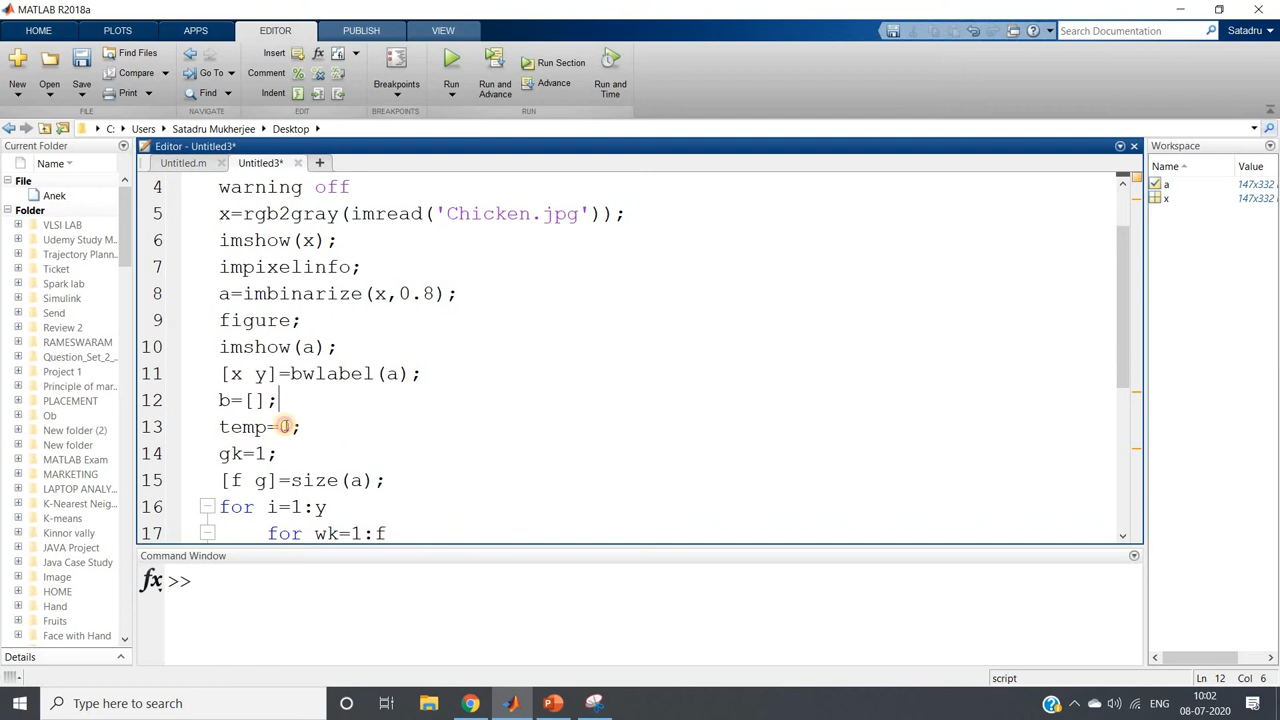 MATLAB R2018a
HOME PLOTS APPS EDITOR PUBLISH VIEW Search Documentation Satadru
New Open Save Find Files Compare Print Go To Find Insert fx Comment Indent Breakpoints Run Run and Advance Run Section Advance Run and Time
FILE NAVIGATE EDIT BREAKPOINTS RUN
C: Users Satadru Mukherjee Desktop
Current Folder
Name
File
Anek
Folder
VLSI LAB
Udemy Study M...
Trajectory Plann...
Ticket
Spark lab
Simulink
Send
Review 2
RAMESWARAM
Question_Set_2_...
Project 1
Principle of mar...
PLACEMENT
Ob
New folder (2)
New folder
MATLAB Exam
MARKETING
LAPTOP ANALY...
K-Nearest Neig...
K-means
Kinnor vally
JAVA Project
Java Case Study
Image
HOME
Hand
Fruits
Face with Hand
Details
Editor - Untitled3*
Untitled.m Untitled3*
4 warning off
5 x=rgb2gray(imread('Chicken.jpg'));
6 imshow(x);
7 impixelinfo;
8 a=imbinarize(x,0.8);
9 figure;
10 imshow(a);
11 [x y]=bwlabel(a);
12 b=[];
13 temp=0;
14 gk=1;
15 [f g]=size(a);
16 for i=1:y
17 for wk=1:f
Command Window
fx >>
Workspace
Name Value
a 147x332
x 147x332
script Ln 12 Col 6
Type here to search
ENG
10:02
08-07-2020